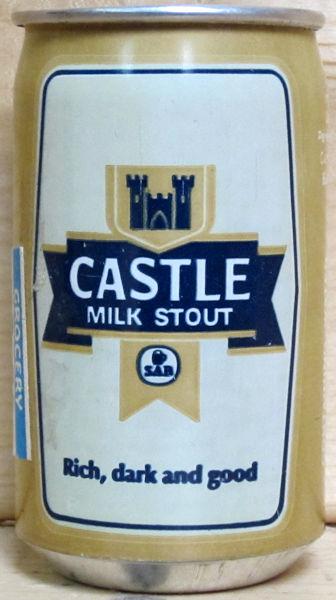 CASTLE
MILK STOUT
SAB
Rich, dark and good
GROCERY